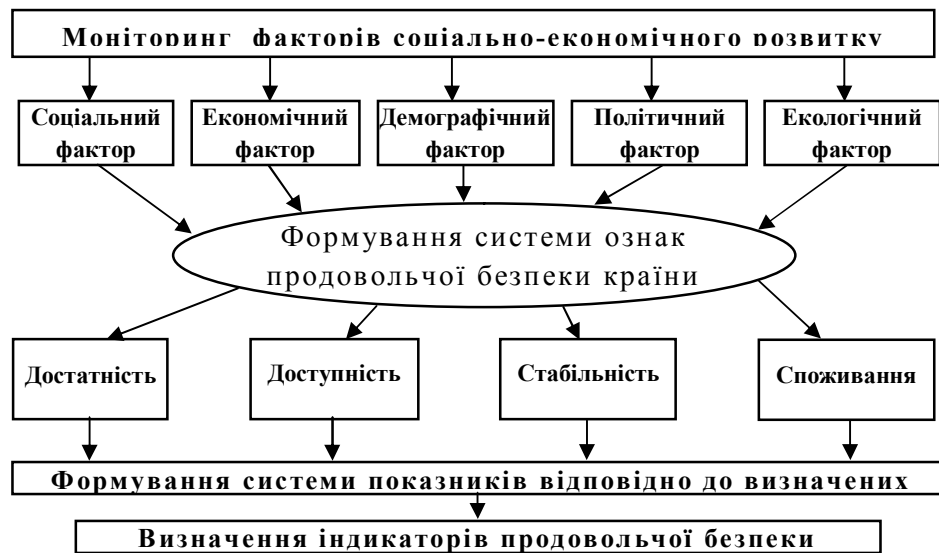 Моніторинг факторів соціально-економічного розвитку
Соціальний
фактор
Економічний
фактор
Демографічний
фактор
Політичний
фактор
Екологічний
фактор
Формування системи ознак
продовольчої безпеки країни
Достатність
Доступність
Стабільність
Споживання
Формування системи показників відповідно до визначених
Визначення індикаторів продовольчої безпеки